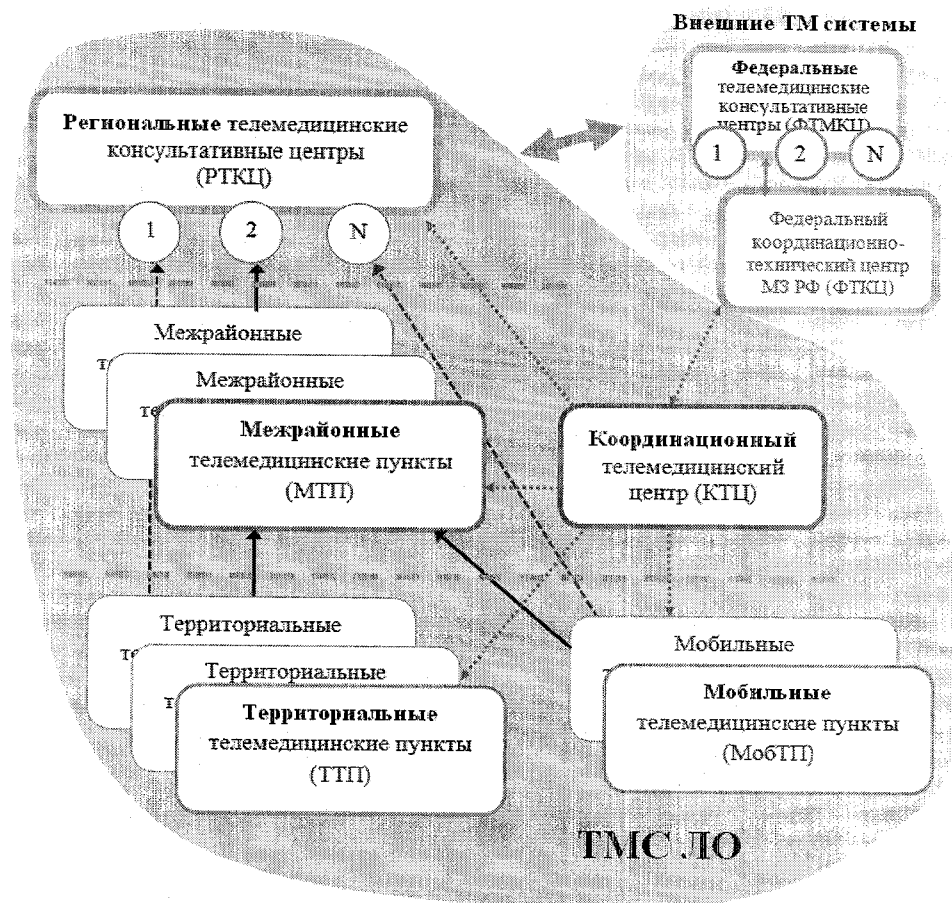 Внешние ТМ системы
Федеральные
телемедицинские
консультативные
центры (ФТМКЦ)
1
2
N
Региональные телемедицинские
консультативные центры
(РТКЦ)
1
2
N
Федеральный
координационно-
технический центр
МЗ РФ (ФТКЦ)
Межрайонные
Межрайонные
Межрайонные
телемедицинские пункты
(МТП)
Координационный
телемедицинский
центр (КТЦ)
Территориальные
Территориальные
Территориальные
телемедицинские пункты
(ТТП)
Мобильные
Мобильные
телемедицинские пункты
(МобТП)
ТМС ЛО